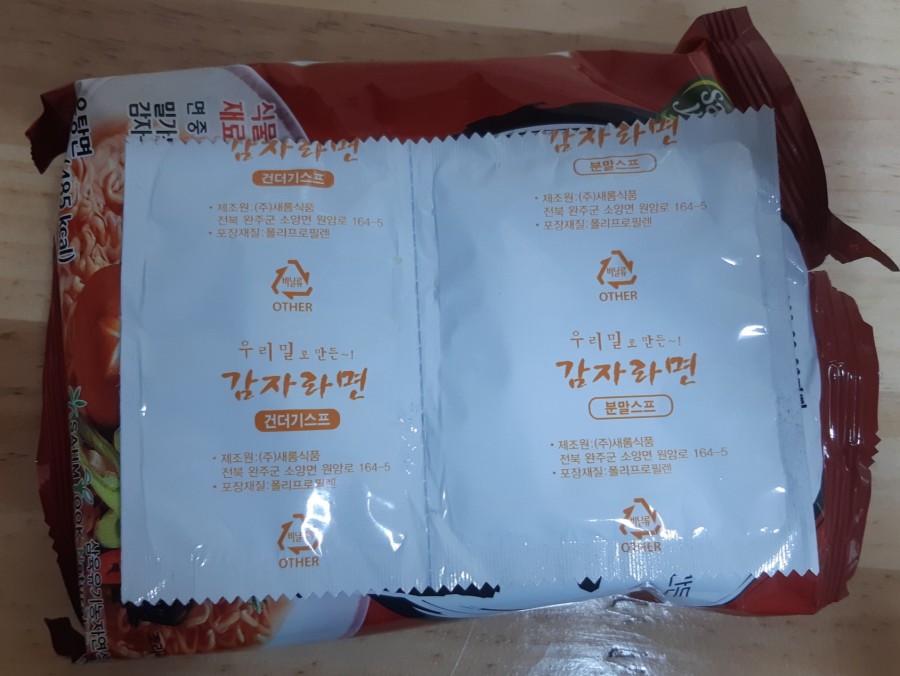 식물
재료
면 중
밀가
감자
(485 kcal)
감자라면
건더기스프
• 제조원:(주)새롬식품
전북 완주군 소양면 원암로 164-5
• 포장재질:폴리프로필렌
비닐류
OTHER
우리밀로 만든~!
감자라면
건더기스프
• 제조원:(주)새롬식품
전북 완주군 소양면 원암로 164-5
• 포장재질:폴리프로필렌
비닐류
OTHER
감자라면
분말스프
• 제조원:(주)새롬식품
전북 완주군 소양면 원암로 164-5
• 포장재질:폴리프로필렌
비닐류
OTHER
우리밀로 만든~!
감자라면
분말스프
• 제조원:(주)새롬식품
전북 완주군 소양면 원암로 164-5
• 포장재질:폴리프로필렌
비닐류
OTHER